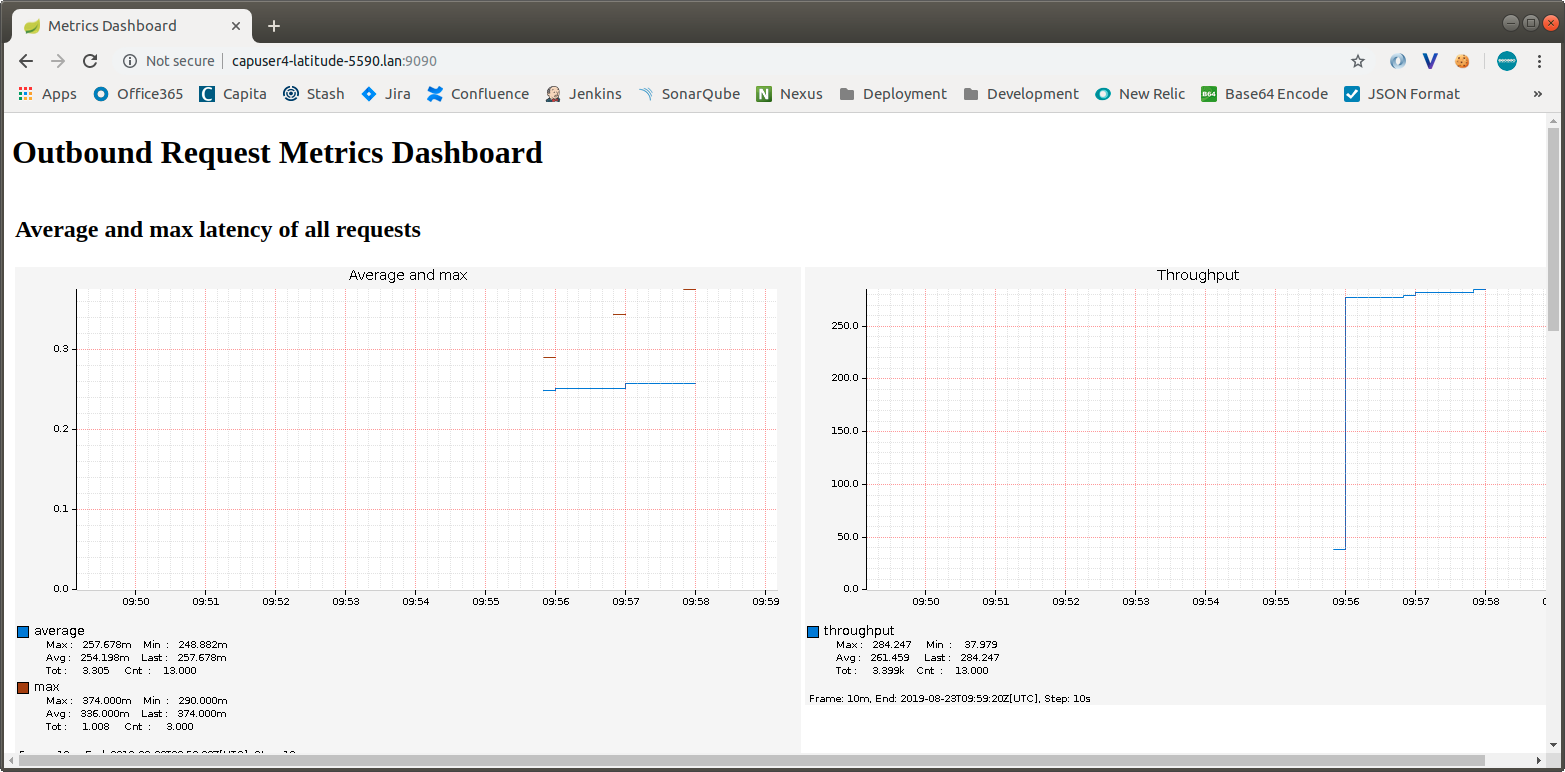 Metrics Dashboard
Not secure | capuser4-latitude-5590.lan:9090
Apps Office365 Capita Stash Jira Confluence Jenkins SonarQube Nexus Deployment Development New Relic Base64 Encode JSON Format »
Outbound Request Metrics Dashboard
Average and max latency of all requests
Average and max
0.3
0.2
0.1
0.0
09:50 09:51 09:52 09:53 09:54 09:55 09:56 09:57 09:58 09:59
average
Max : 257.678m Min : 248.882m
Avg : 254.198m Last : 257.678m
Tot : 3.305 Cnt : 13.000
max
Max : 374.000m Min : 290.000m
Avg : 336.000m Last : 374.000m
Tot : 1.008 Cnt : 3.000
Throughput
250.0
200.0
150.0
100.0
50.0
0.0
09:50 09:51 09:52 09:53 09:54 09:55 09:56 09:57 09:58
throughput
Max : 284.247 Min : 37.979
Avg : 261.459 Last : 284.247
Tot : 3.399k Cnt : 13.000
Frame: 10m, End: 2019-08-23T09:59:20Z[UTC], Step: 10s